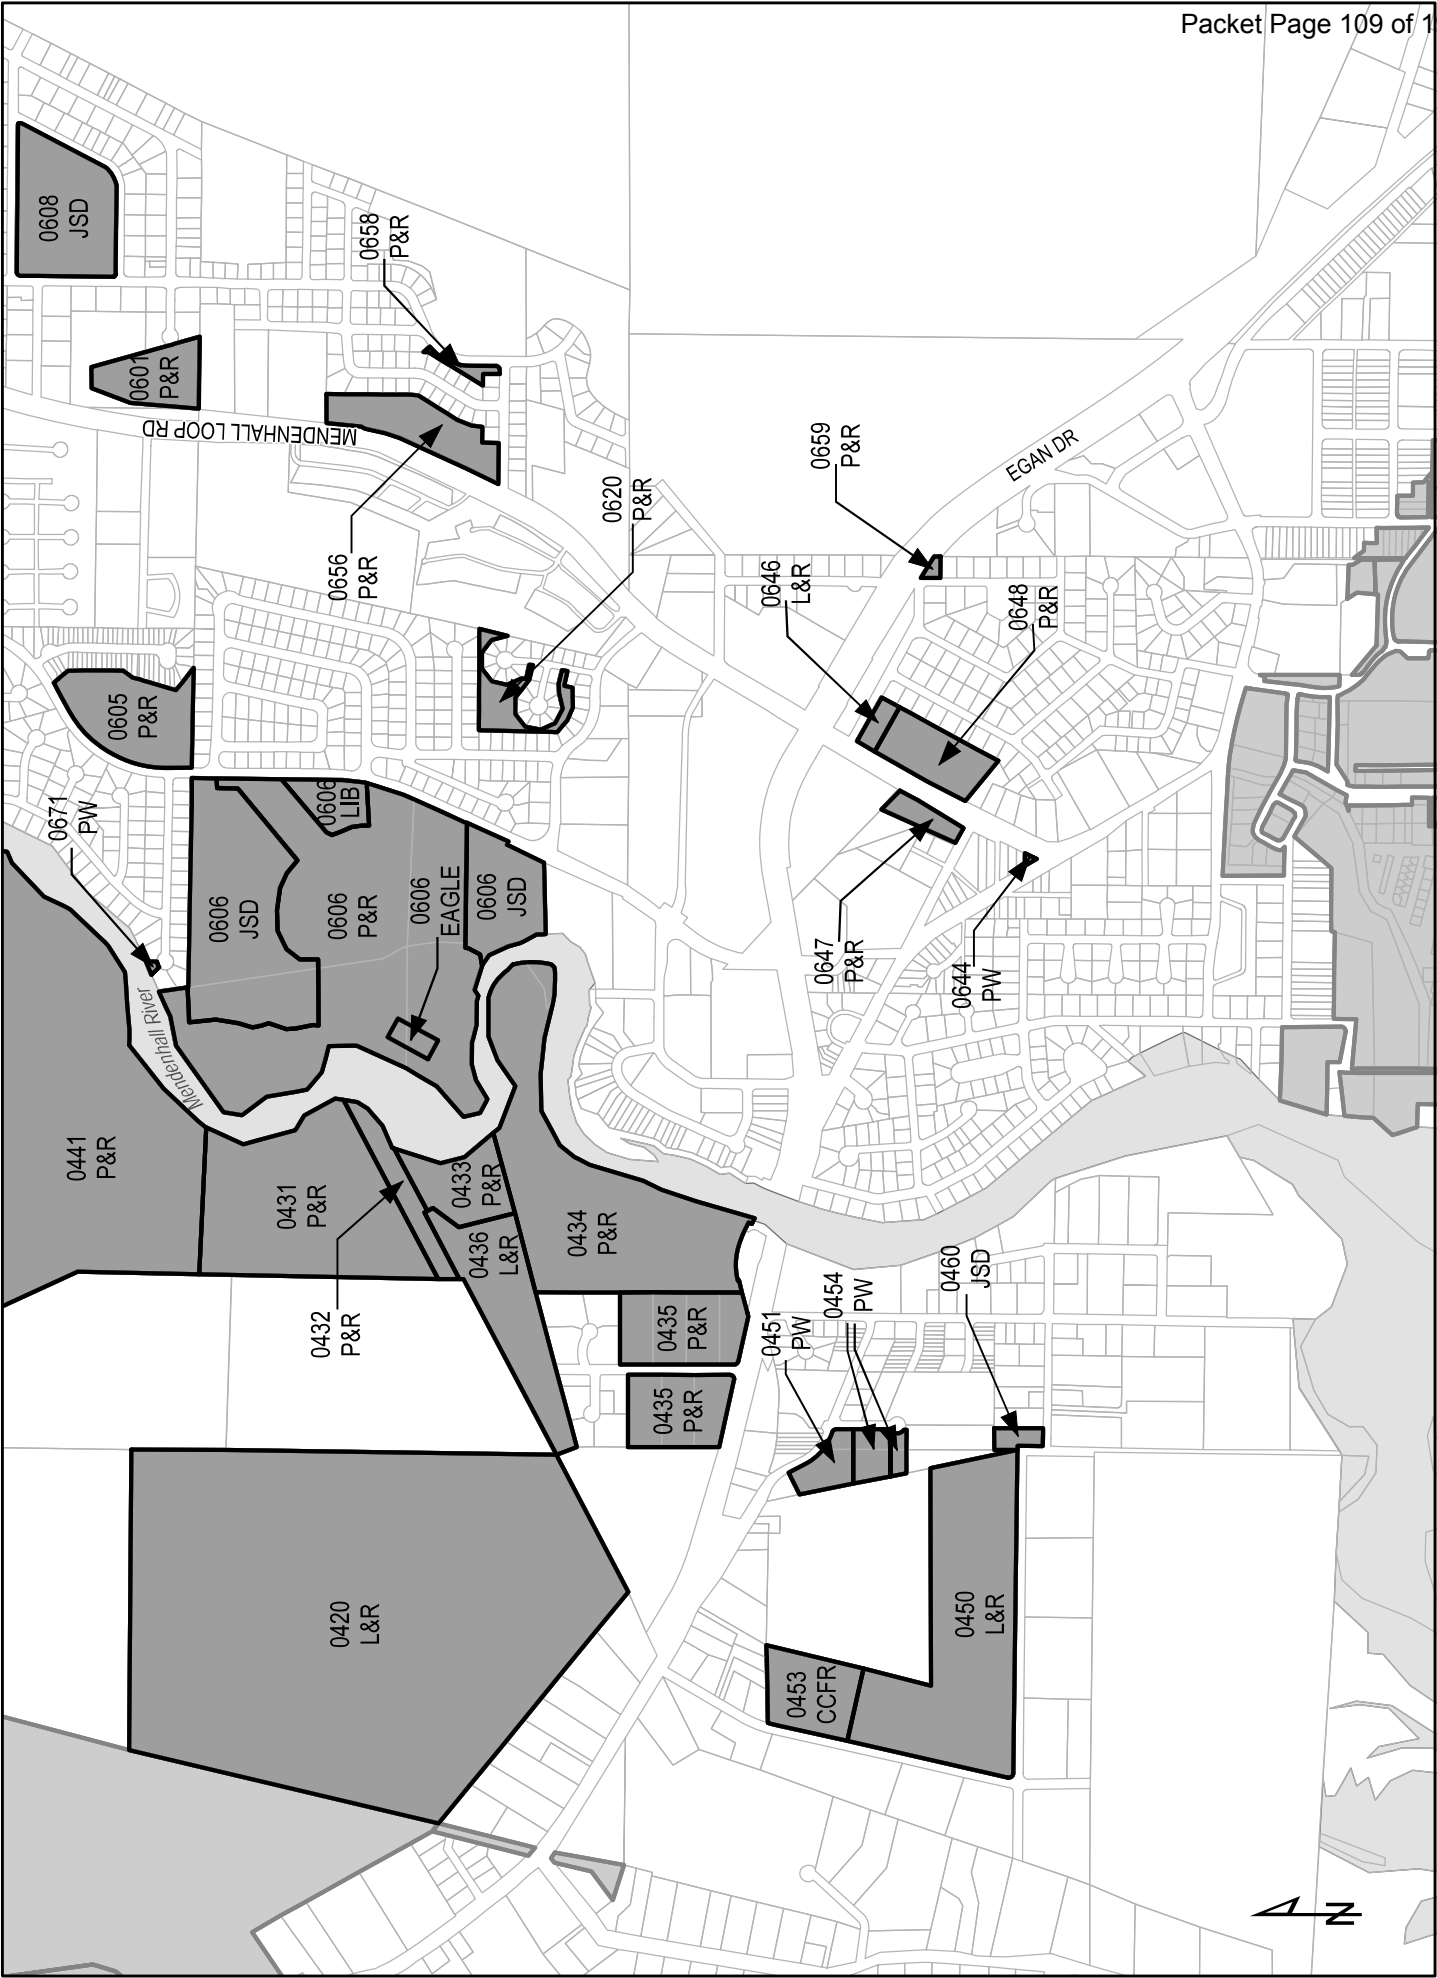 Packet Page 109 of 1
0608
JSD
0658
P&R
0601
P&R
MENDENHALL LOOP RD
0656
P&R
0620
P&R
0659
P&R
EGAN DR
0646
L&R
0648
P&R
0605
P&R
0671
PW
0606
LIB
0606
JSD
0606
P&R
0606
EAGLE
0606
JSD
0647
P&R
0644
PW
Mendenhall River
0441
P&R
0431
P&R
0433
P&R
0434
P&R
0436
L&R
0432
P&R
0435
P&R
0435
P&R
0451
PW
0454
PW
0460
JSD
0420
L&R
0450
L&R
0453
CCFR
N